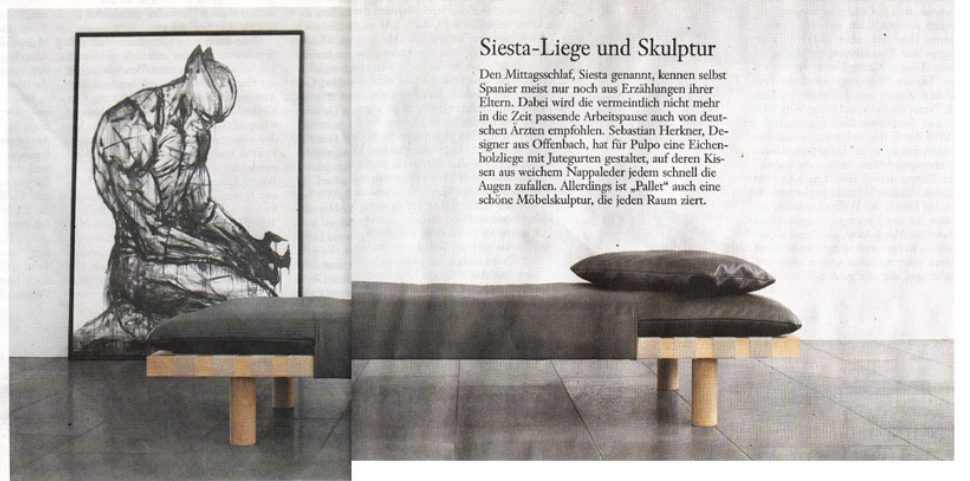 Siesta-Liege und Skulptur
Den Mittagsschlaf, Siesta genannt, kennen selbst
Spanier meist nur noch aus Erzählungen ihrer
Eltern. Dabei wird die vermeintlich nicht mehr
in die Zeit passende Arbeitspause auch von deut-
schen Ärzten empfohlen. Sebastian Herkner, De-
signer aus Offenbach, hat für Pulpo eine Eichen-
holzliege mit Jutegurten gestaltet, auf deren Kis-
sen aus weichem Nappaleder jedem schnell die
Augen zufallen. Allerdings ist „Pallet“ auch eine
schöne Möbelskulptur, die jeden Raum ziert.